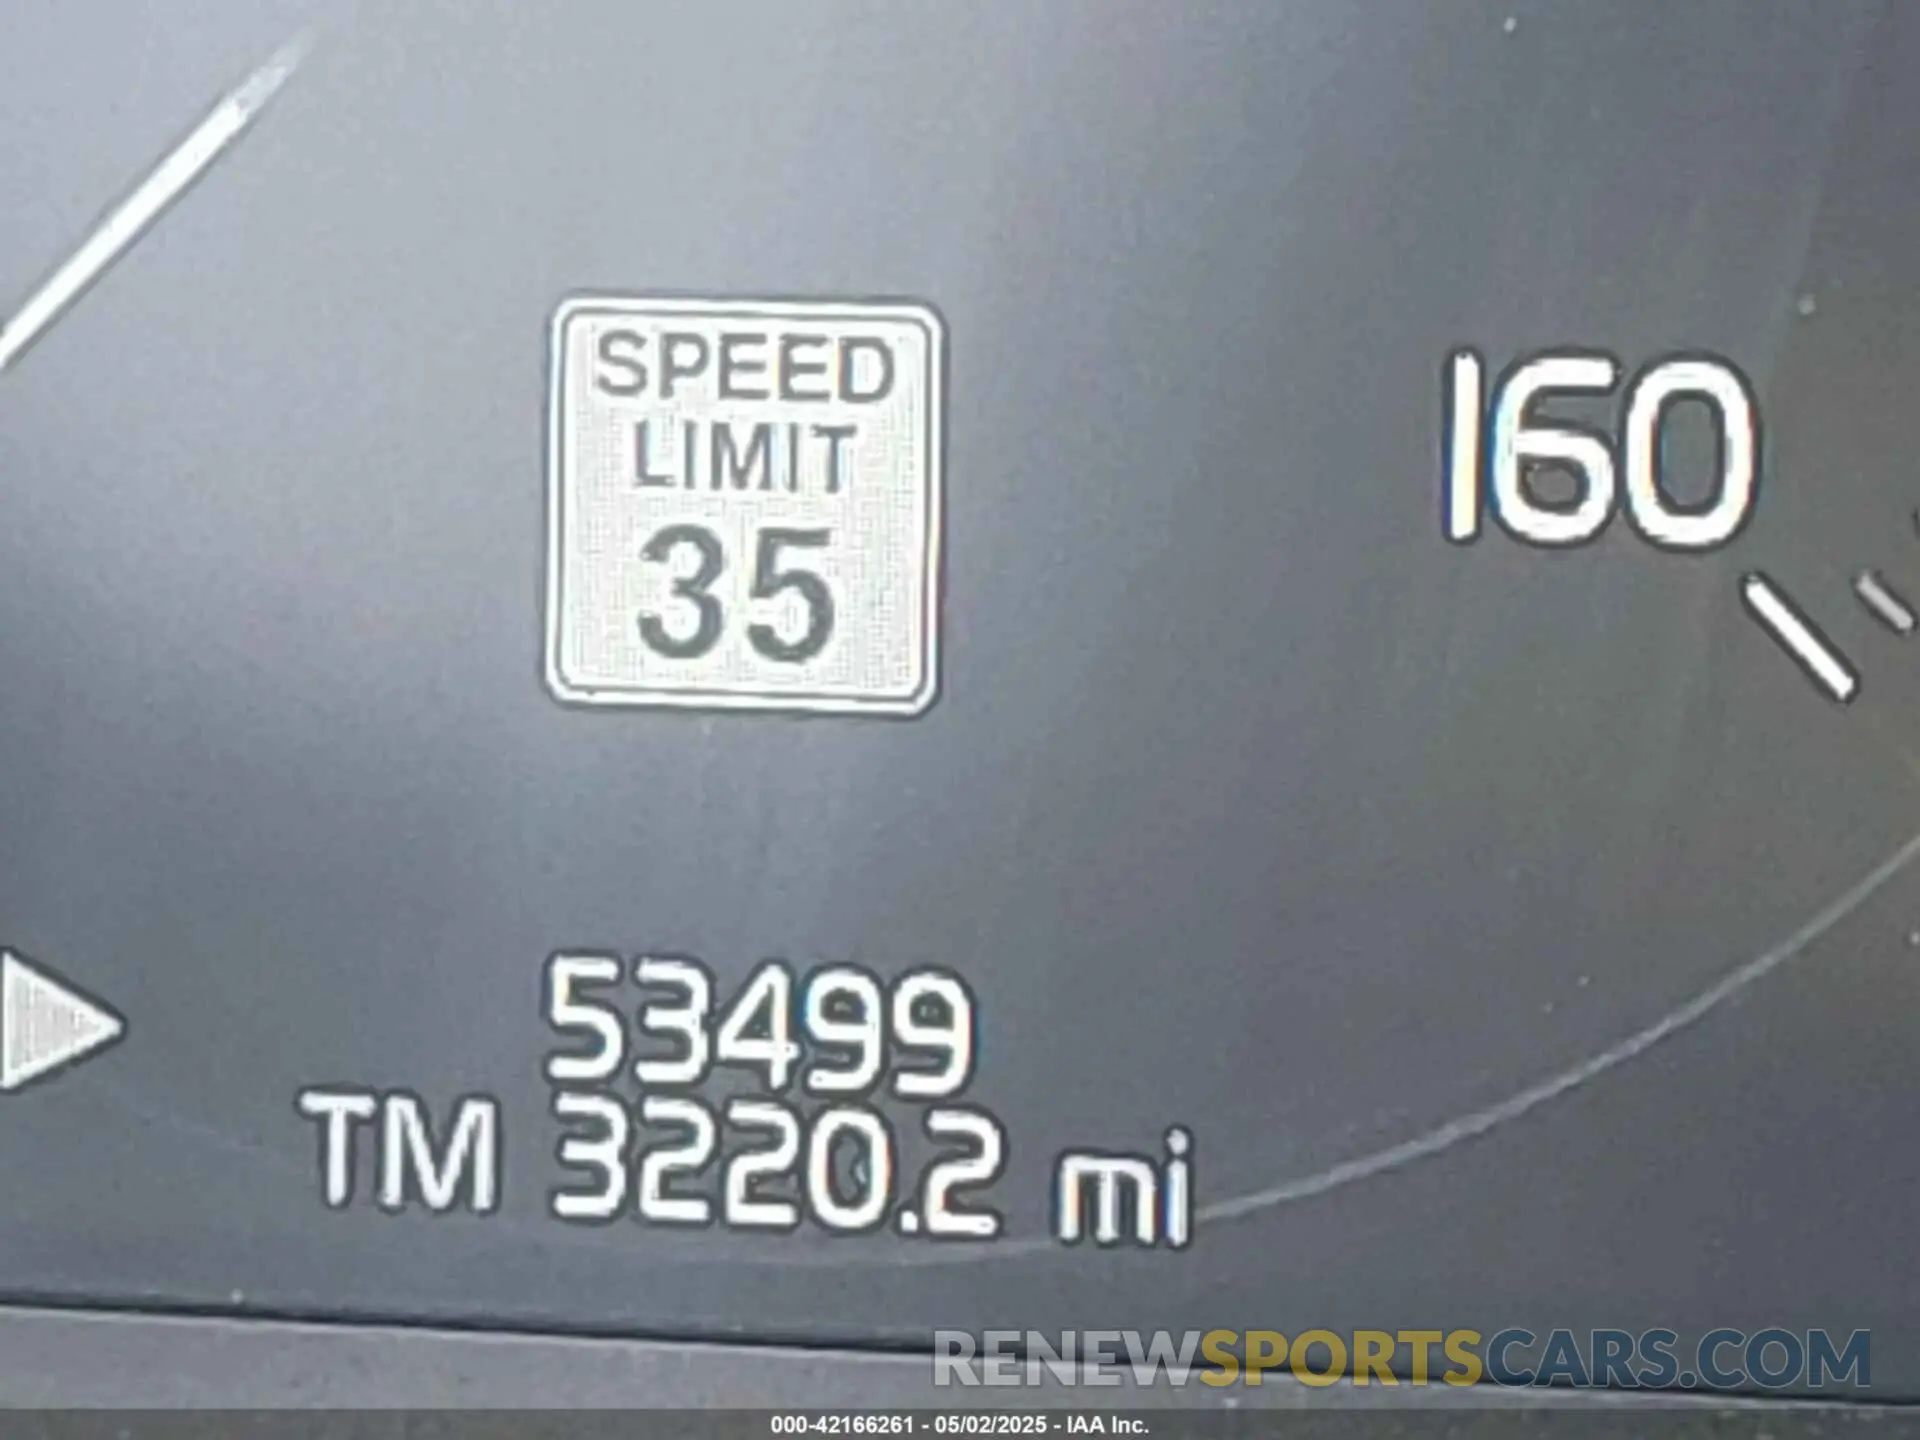 SPEED
LIMIT
35
160
53499
TM 3220.2 mi
RENEWSPORTSCARS.COM
000-42166261 - 05/02/2025 - IAA Inc.